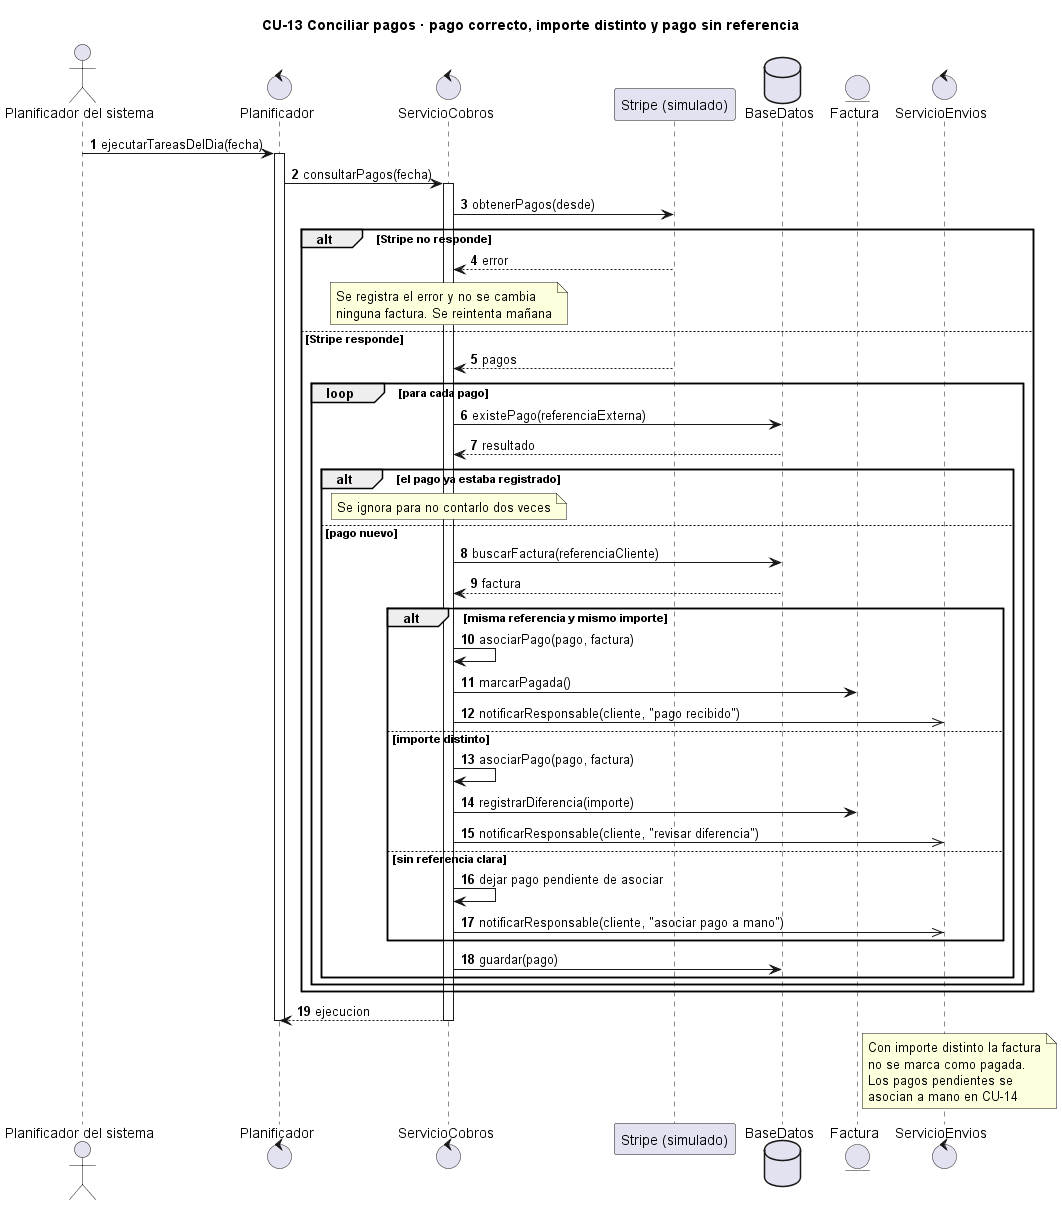 CU-13 Conciliar pagos · pago correcto, importe distinto y pago sin referencia
Planificador del sistema
Planificador
ServicioCobros
Stripe (simulado)
BaseDatos
Factura
ServicioEnvios
1 ejecutarTareasDelDia(fecha)
2 consultarPagos(fecha)
3 obtenerPagos(desde)
alt [Stripe no responde]
4 error
Se registra el error y no se cambia
ninguna factura. Se reintenta mañana
[Stripe responde]
5 pagos
loop [para cada pago]
6 existePago(referenciaExterna)
7 resultado
alt [el pago ya estaba registrado]
Se ignora para no contarlo dos veces
[pago nuevo]
8 buscarFactura(referenciaCliente)
9 factura
alt [misma referencia y mismo importe]
10 asociarPago(pago, factura)
11 marcarPagada()
12 notificarResponsable(cliente, "pago recibido")
[importe distinto]
13 asociarPago(pago, factura)
14 registrarDiferencia(importe)
15 notificarResponsable(cliente, "revisar diferencia")
[sin referencia clara]
16 dejar pago pendiente de asociar
17 notificarResponsable(cliente, "asociar pago a mano")
18 guardar(pago)
19 ejecucion
Con importe distinto la factura
no se marca como pagada.
Los pagos pendientes se
asocian a mano en CU-14
Planificador del sistema
Planificador
ServicioCobros
Stripe (simulado)
BaseDatos
Factura
ServicioEnvios